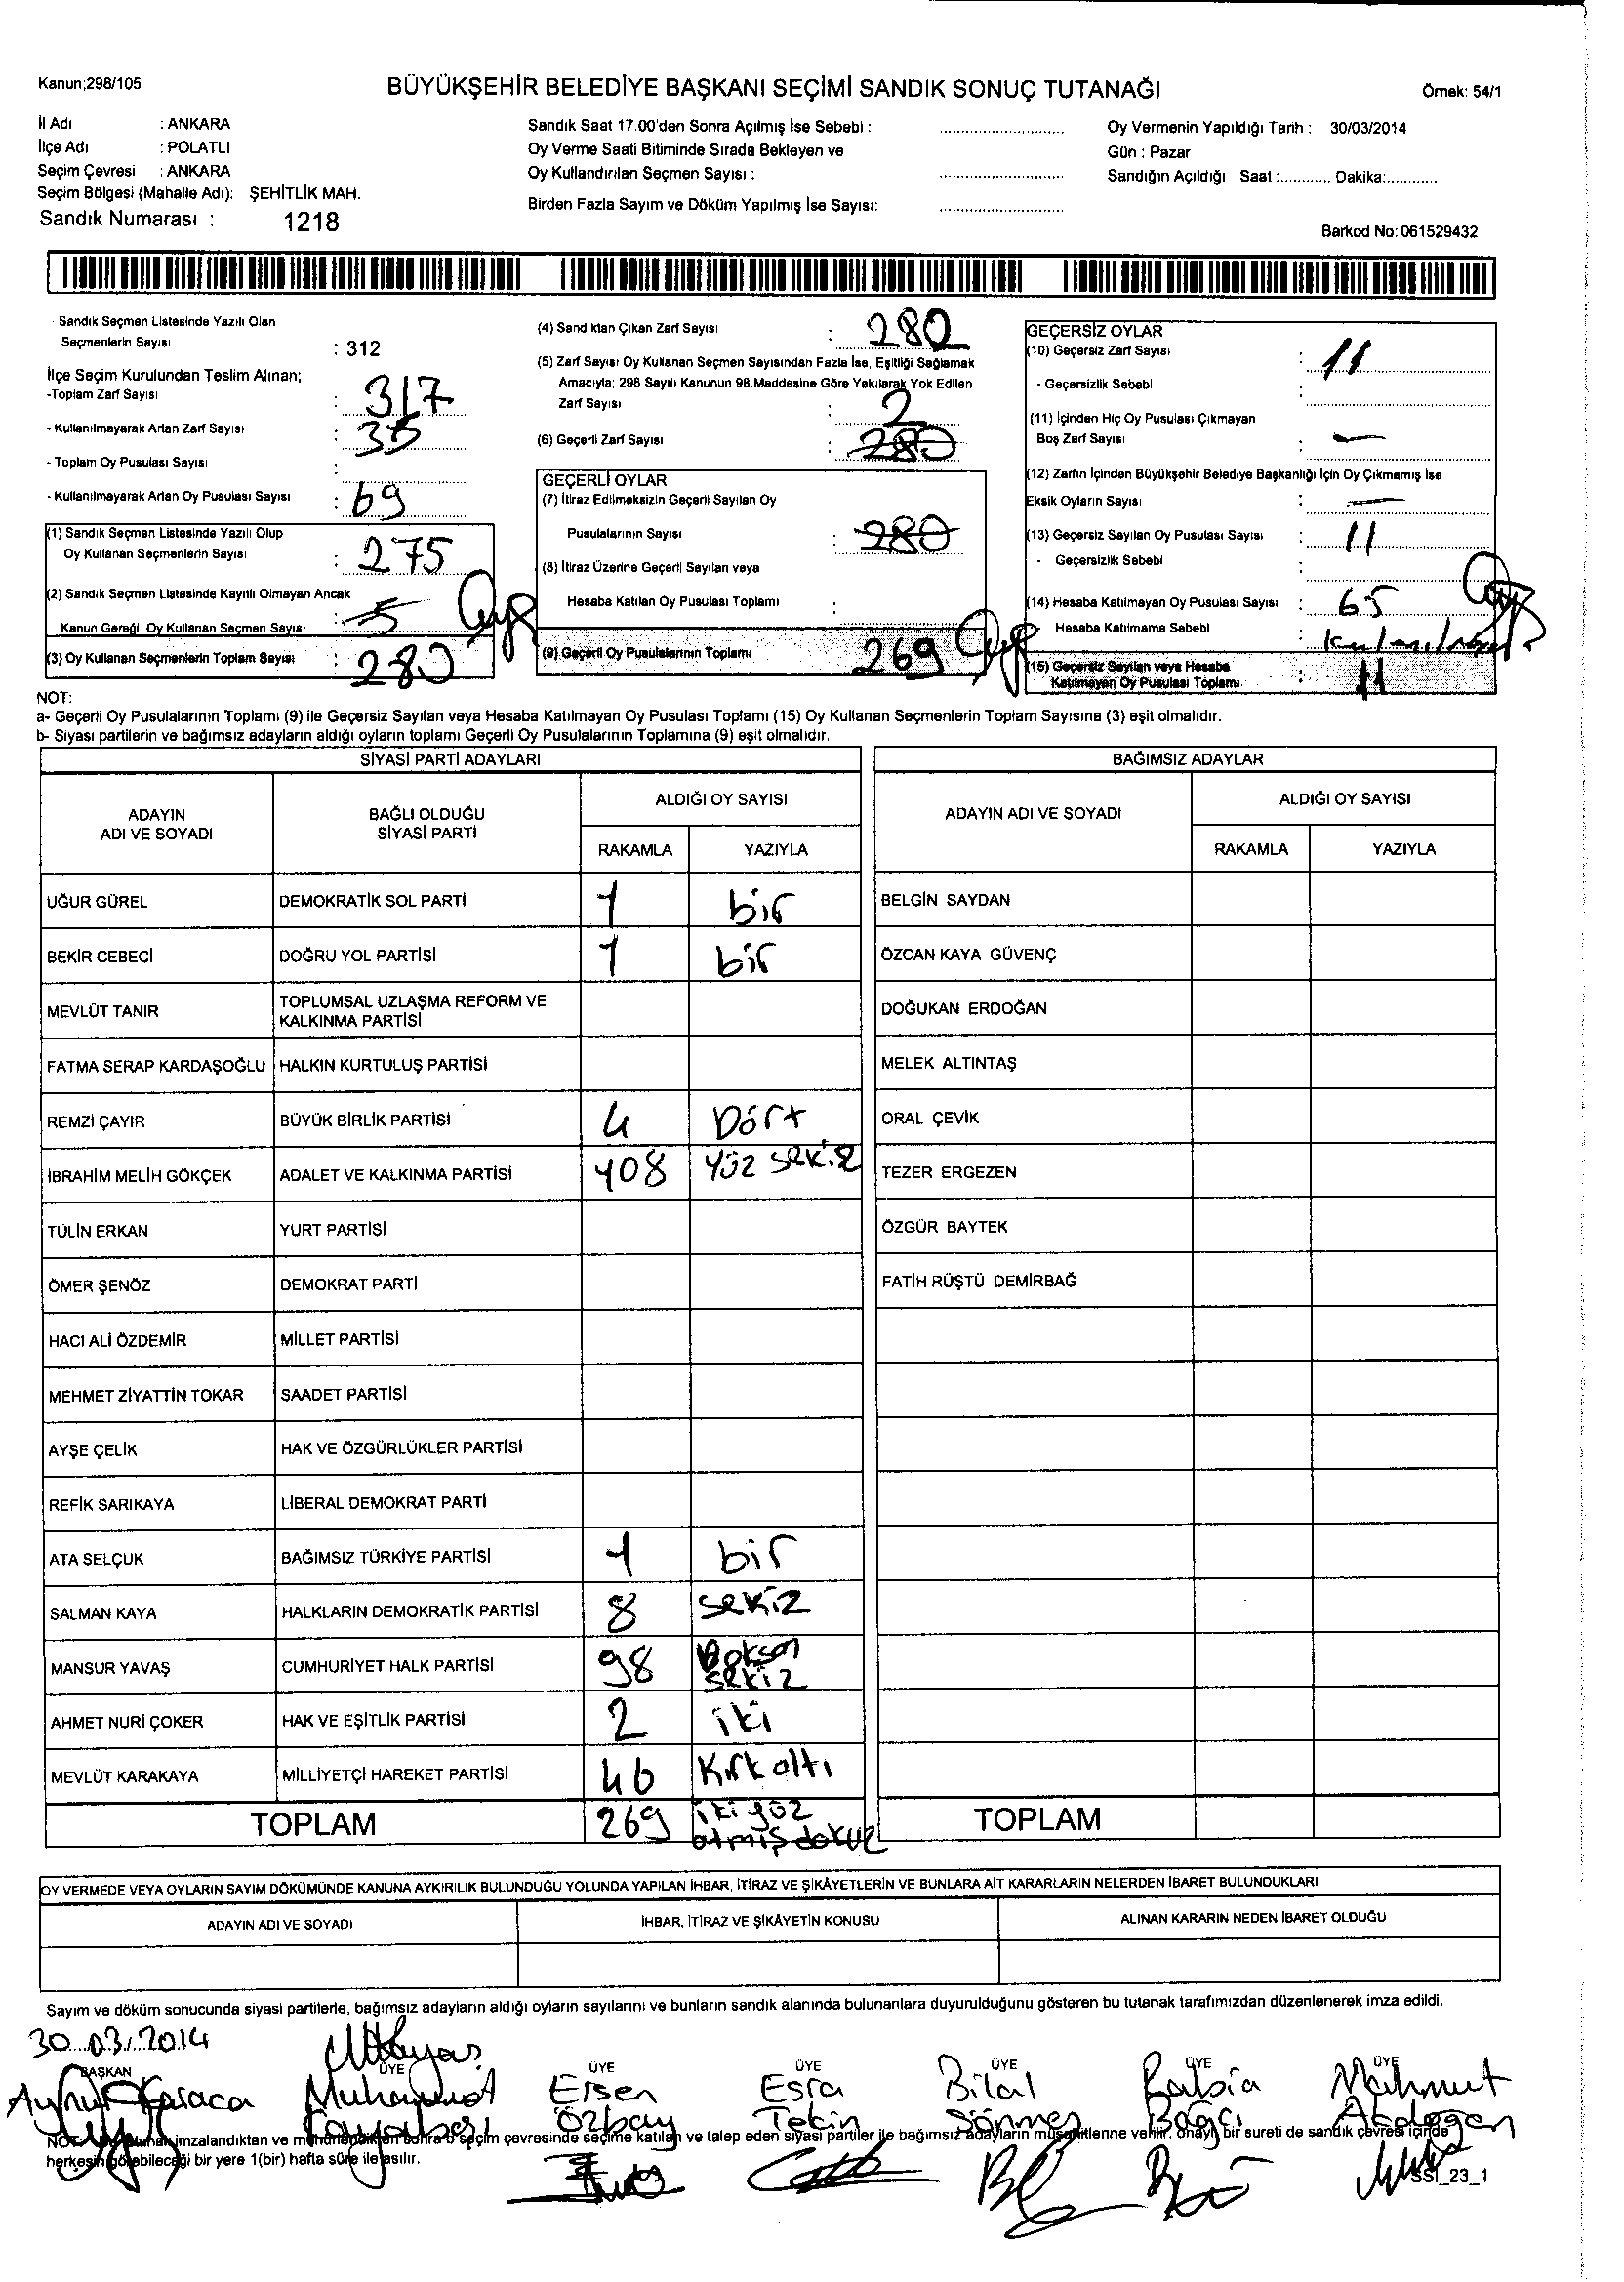 Kanun;298/105
BÜYÜKŞEHİR BELEDİYE BAŞKANI SEÇİMİ SANDIK SONUÇ TUTANAĞI
Örnek: 54/1
İl Adı : ANKARA
İlçe Adı : POLATLI
Seçim Çevresi : ANKARA
Seçim Bölgesi (Mahalle Adı): ŞEHİTLİK MAH.
Sandık Numarası : 1218
Sandık Saat 17.00'den Sonra Açılmış İse Sebebi :
Oy Verme Saati Bitiminde Sırada Bekleyen ve
Oy Kullandırılan Seçmen Sayısı :
Birden Fazla Sayım ve Döküm Yapılmış İse Sayısı:
Oy Vermenin Yapıldığı Tarih : 30/03/2014
Gün : Pazar
Sandığın Açıldığı Saat :........... Dakika:...........
Barkod No: 061529432
Sandık Seçmen Listesinde Yazılı Olan
Seçmenlerin Sayısı : 312
İlçe Seçim Kurulundan Teslim Alınan;
-Toplam Zarf Sayısı : 317
- Kullanılmayarak Artan Zarf Sayısı : 35
- Toplam Oy Pusulası Sayısı :
- Kullanılmayarak Artan Oy Pusulası Sayısı : 69
(1) Sandık Seçmen Listesinde Yazılı Olup
Oy Kullanan Seçmenlerin Sayısı : 275
(2) Sandık Seçmen Listesinde Kayıtlı Olmayan Ancak
Kanun Gereği Oy Kullanan Seçmen Sayısı : 5
(3) Oy Kullanan Seçmenlerin Toplam Sayısı : 280
(4) Sandıktan Çıkan Zarf Sayısı : 280
(5) Zarf Sayısı Oy Kullanan Seçmen Sayısından Fazla İse, Eşitliği Sağlamak
Amacıyla; 298 Sayılı Kanunun 98.Maddesine Göre Yakılarak Yok Edilen
Zarf Sayısı : 2
(6) Geçerli Zarf Sayısı : 280
GEÇERLİ OYLAR
(7) İtiraz Edilmeksizin Geçerli Sayılan Oy
Pusulalarının Sayısı : 280
(8) İtiraz Üzerine Geçerli Sayılan veya
Hesaba Katılan Oy Pusulası Toplamı :
(9) Geçerli Oy Pusulalarının Toplamı 269
GEÇERSİZ OYLAR
(10) Geçersiz Zarf Sayısı : 11
- Geçersizlik Sebebi :
(11) İçinden Hiç Oy Pusulası Çıkmayan
Boş Zarf Sayısı : —
(12) Zarfın İçinden Büyükşehir Belediye Başkanlığı İçin Oy Çıkmamış İse
Eksik Oyların Sayısı : —
(13) Geçersiz Sayılan Oy Pusulası Sayısı : 11
- Geçersizlik Sebebi :
(14) Hesaba Katılmayan Oy Pusulası Sayısı : 65
Hesaba Katılmama Sebebi :
(15) Geçersiz Sayılan veya Hesaba
Katılmayan Oy Pusulası Toplamı : 11
NOT:
a- Geçerli Oy Pusulalarının Toplamı (9) ile Geçersiz Sayılan veya Hesaba Katılmayan Oy Pusulası Toplamı (15) Oy Kullanan Seçmenlerin Toplam Sayısına (3) eşit olmalıdır.
b- Siyasi partilerin ve bağımsız adayların aldığı oyların toplamı Geçerli Oy Pusulalarının Toplamına (9) eşit olmalıdır.
SİYASİ PARTİ ADAYLARI
ADAYIN ADI VE SOYADI BAĞLI OLDUĞU SİYASİ PARTİ ALDIĞI OY SAYISI
RAKAMLA YAZIYLA
UĞUR GÜREL DEMOKRATİK SOL PARTİ 1 bir
BEKİR CEBECİ DOĞRU YOL PARTİSİ 1 bir
MEVLÜT TANIR TOPLUMSAL UZLAŞMA REFORM VE
KALKINMA PARTİSİ
FATMA SERAP KARDAŞOĞLU HALKIN KURTULUŞ PARTİSİ
REMZİ ÇAYIR BÜYÜK BİRLİK PARTİSİ 4 Dört
İBRAHİM MELİH GÖKÇEK ADALET VE KALKINMA PARTİSİ 108 Yüz sekiz
TÜLİN ERKAN YURT PARTİSİ
ÖMER ŞENÖZ DEMOKRAT PARTİ
HACI ALİ ÖZDEMİR MİLLET PARTİSİ
MEHMET ZİYATTİN TOKAR SAADET PARTİSİ
AYŞE ÇELİK HAK VE ÖZGÜRLÜKLER PARTİSİ
REFİK SARIKAYA LİBERAL DEMOKRAT PARTİ
ATA SELÇUK BAĞIMSIZ TÜRKİYE PARTİSİ 1 bir
SALMAN KAYA HALKLARIN DEMOKRATİK PARTİSİ 8 sekiz
MANSUR YAVAŞ CUMHURİYET HALK PARTİSİ 98 Doksan
sekiz
AHMET NURİ ÇOKER HAK VE EŞİTLİK PARTİSİ 2 iki
MEVLÜT KARAKAYA MİLLİYETÇİ HAREKET PARTİSİ 46 Kırk altı
TOPLAM 269 iki yüz
atmış dokuz
BAĞIMSIZ ADAYLAR
ADAYIN ADI VE SOYADI ALDIĞI OY SAYISI
RAKAMLA YAZIYLA
BELGİN SAYDAN
ÖZCAN KAYA GÜVENÇ
DOĞUKAN ERDOĞAN
MELEK ALTINTAŞ
ORAL ÇEVİK
TEZER ERGEZEN
ÖZGÜR BAYTEK
FATİH RÜŞTÜ DEMİRBAĞ
TOPLAM
OY VERMEDE VEYA OYLARIN SAYIM DÖKÜMÜNDE KANUNA AYKIRILIK BULUNDUĞU YOLUNDA YAPILAN İHBAR, İTİRAZ VE ŞİKÂYETLERİN VE BUNLARA AİT KARARLARIN NELERDEN İBARET BULUNDUKLARI
ADAYIN ADI VE SOYADI İHBAR, İTİRAZ VE ŞİKÂYETİN KONUSU ALINAN KARARIN NEDEN İBARET OLDUĞU
Sayım ve döküm sonucunda siyasi partilerle, bağımsız adayların aldığı oyların sayılarını ve bunların sandık alanında bulunanlara duyurulduğunu gösteren bu tutanak tarafımızdan düzenlenerek imza edildi.
30.03.2014
BAŞKAN ÜYE ÜYE ÜYE ÜYE ÜYE ÜYE
Karaca Ersen Esra Bilal Rabia Mahmut
Özbay Tekin Sönmez Bağcı
NOT: imzalandıktan ve sonra o seçim çevresinde seçime katılan ve talep eden siyasi partiler ile bağımsız adayların müşahitlerine verilir, onaylı bir sureti de sandık çevresi içinde
herkesin görebileceği bir yere 1(bir) hafta süre ile asılır.
SSI_23_1